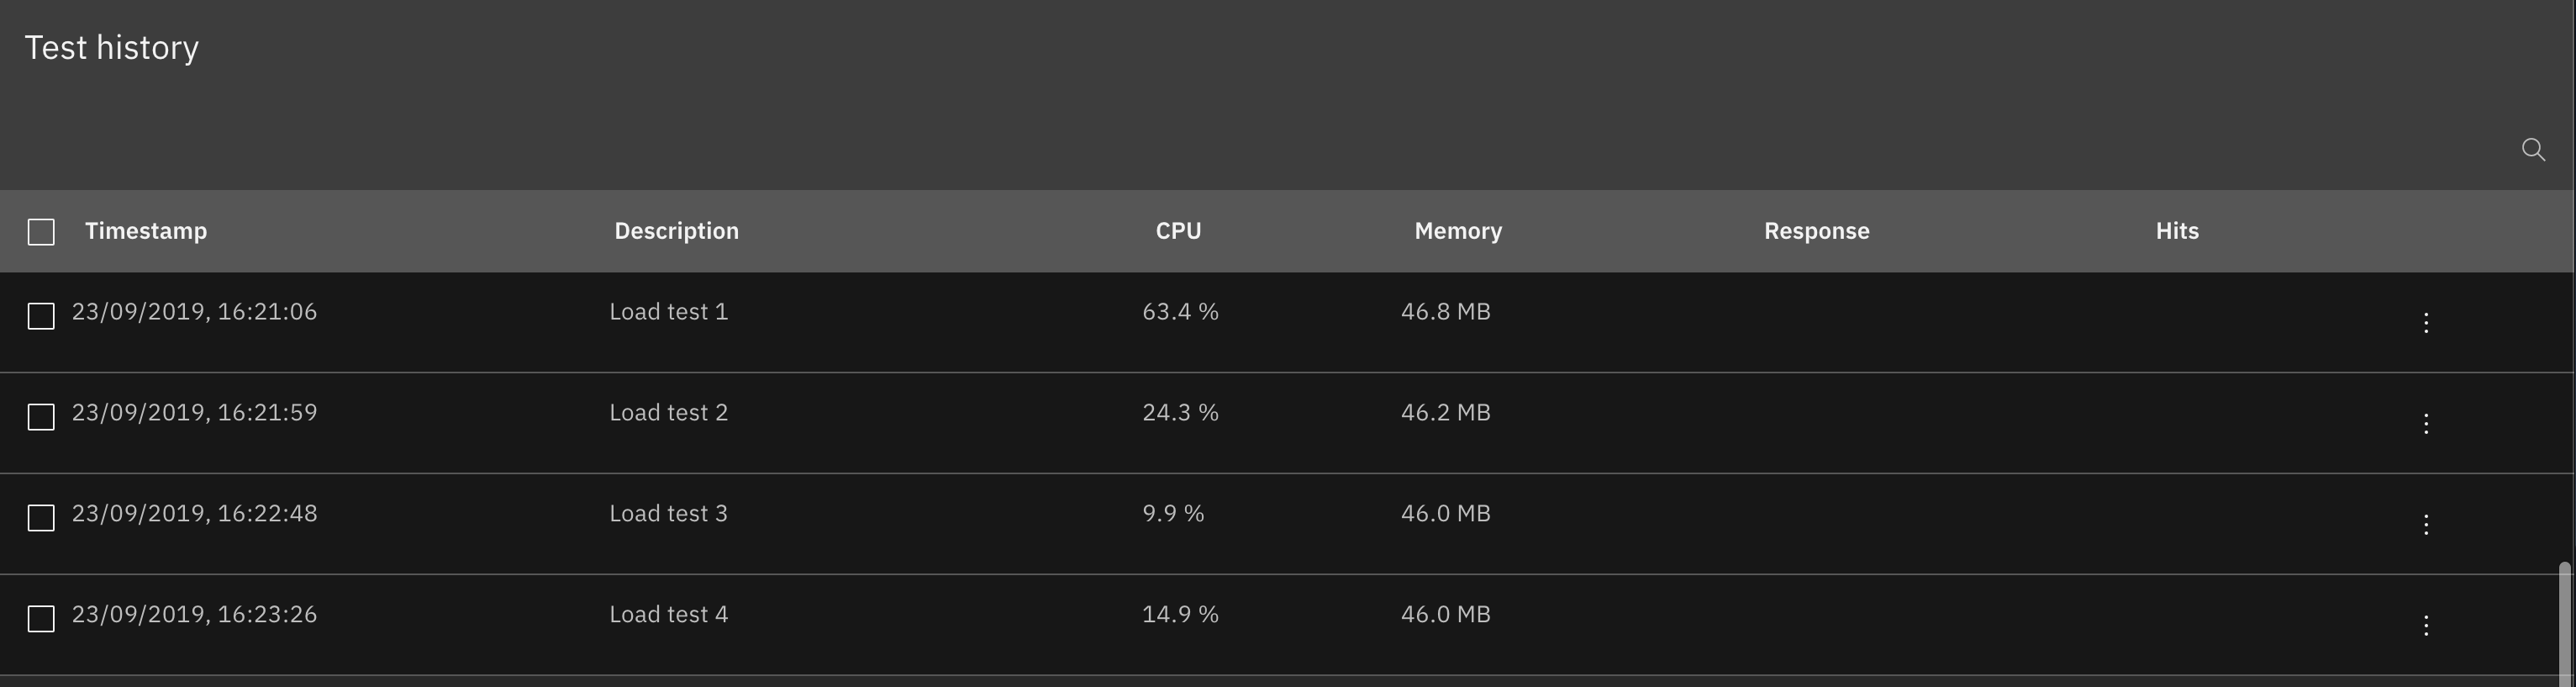 Test history
Timestamp Description CPU Memory Response Hits
23/09/2019, 16:21:06 Load test 1 63.4 % 46.8 MB
23/09/2019, 16:21:59 Load test 2 24.3 % 46.2 MB
23/09/2019, 16:22:48 Load test 3 9.9 % 46.0 MB
23/09/2019, 16:23:26 Load test 4 14.9 % 46.0 MB